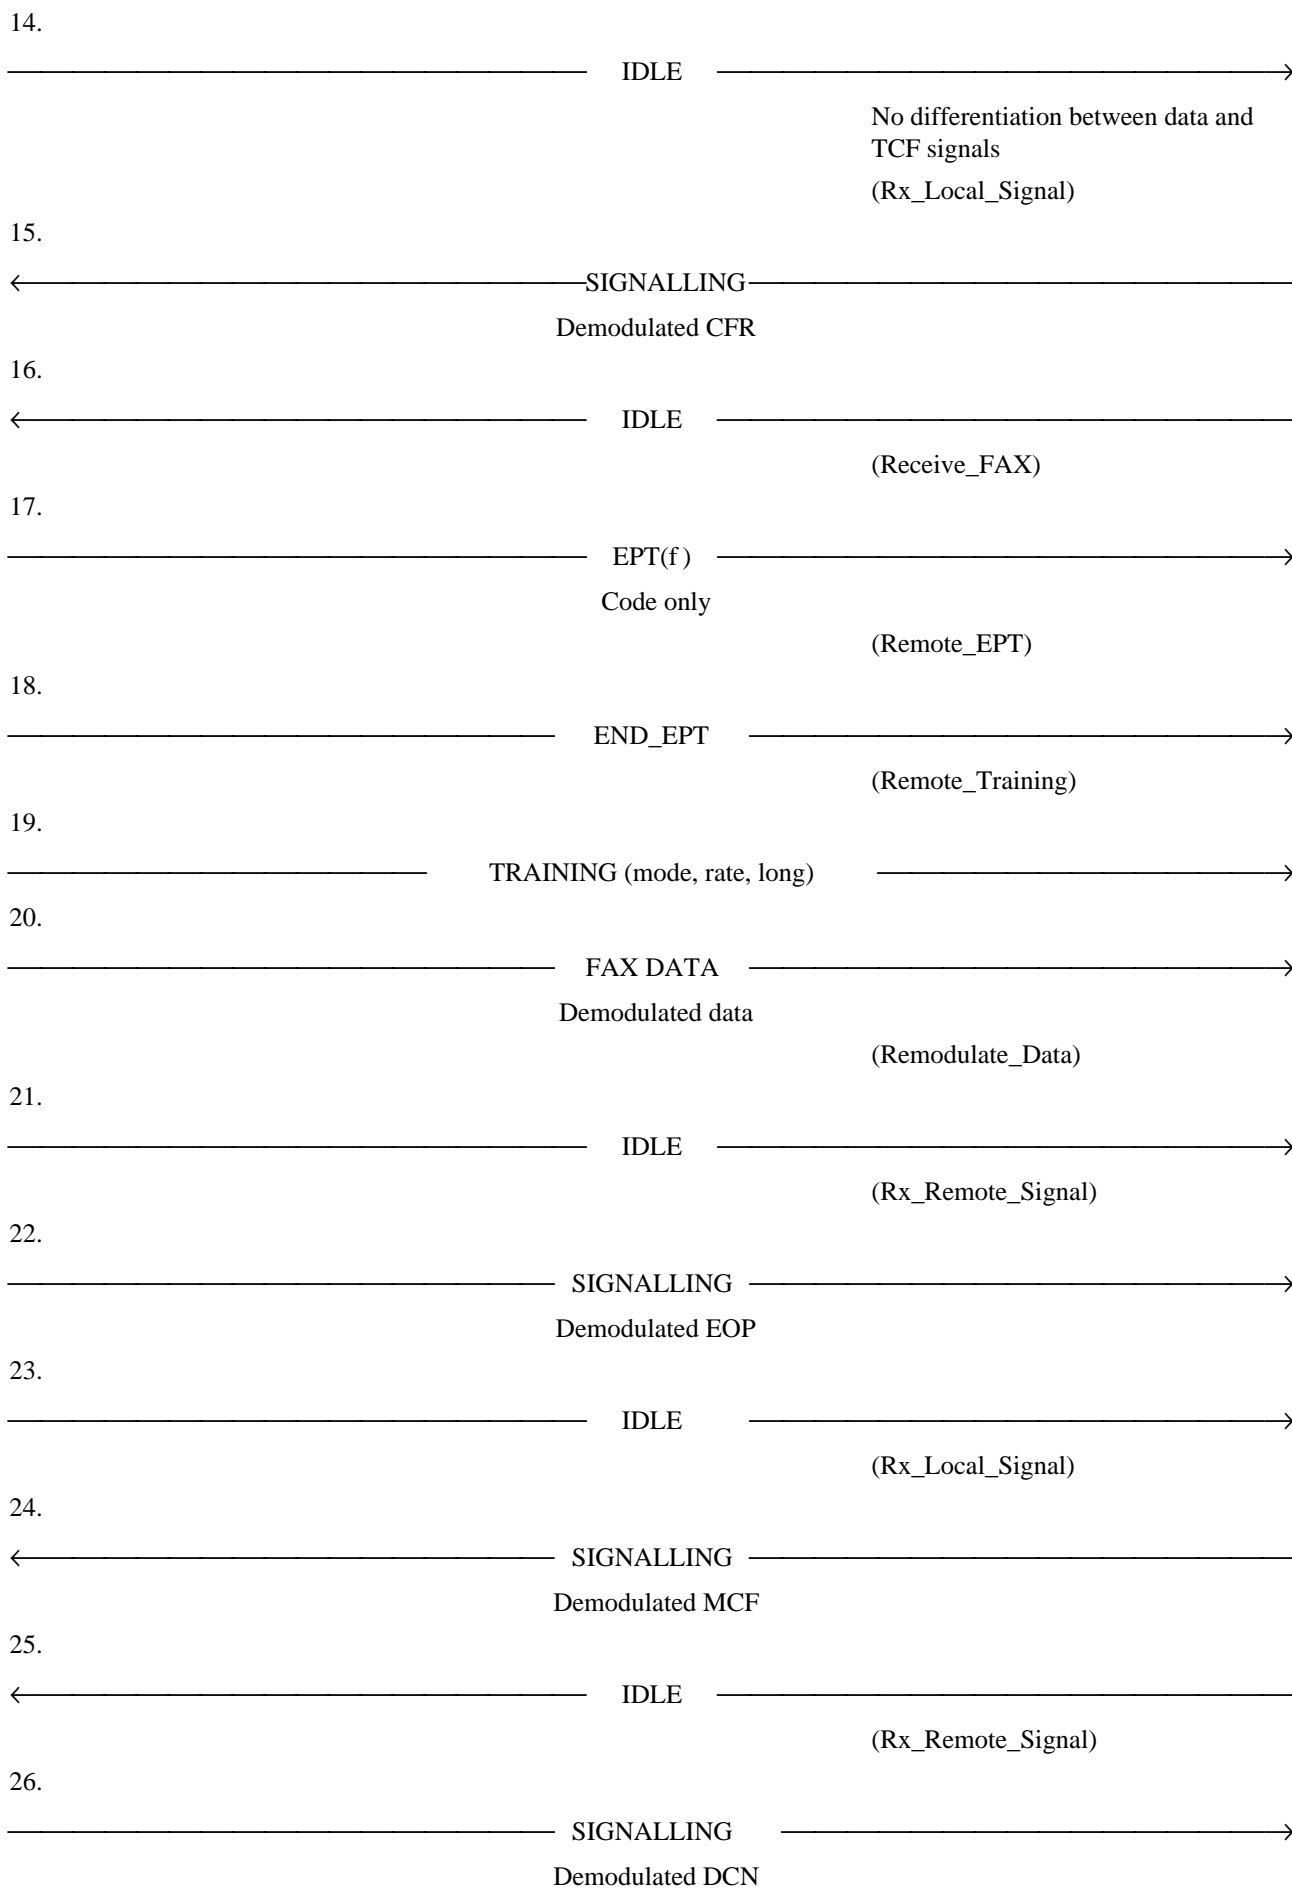 14.
IDLE
No differentiation between data and
TCF signals
(Rx_Local_Signal)
15.
SIGNALLING
Demodulated CFR
16.
IDLE
(Receive_FAX)
17.
EPT(f )
Code only
(Remote_EPT)
18.
END_EPT
(Remote_Training)
19.
TRAINING (mode, rate, long)
20.
FAX DATA
Demodulated data
(Remodulate_Data)
21.
IDLE
(Rx_Remote_Signal)
22.
SIGNALLING
Demodulated EOP
23.
IDLE
(Rx_Local_Signal)
24.
SIGNALLING
Demodulated MCF
25.
IDLE
(Rx_Remote_Signal)
26.
SIGNALLING
Demodulated DCN